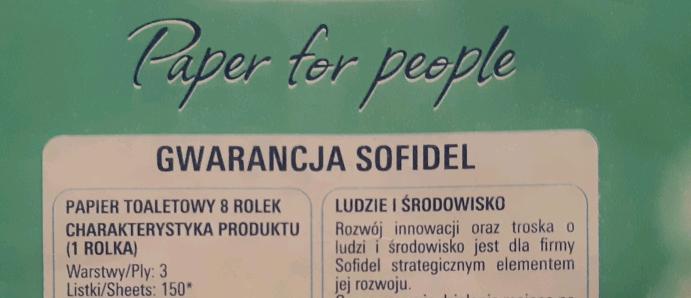 Paper for people
GWARANCJA SOFIDEL
PAPIER TOALETOWY 8 ROLEK
CHARAKTERYSTYKA PRODUKTU
(1 ROLKA)
Warstwy/Ply: 3
Listki/Sheets: 150*
LUDZIE I ŚRODOWISKO
Rozwój innowacji oraz troska o
ludzi i środowisko jest dla firmy
Sofidel strategicznym elementem
jej rozwoju.